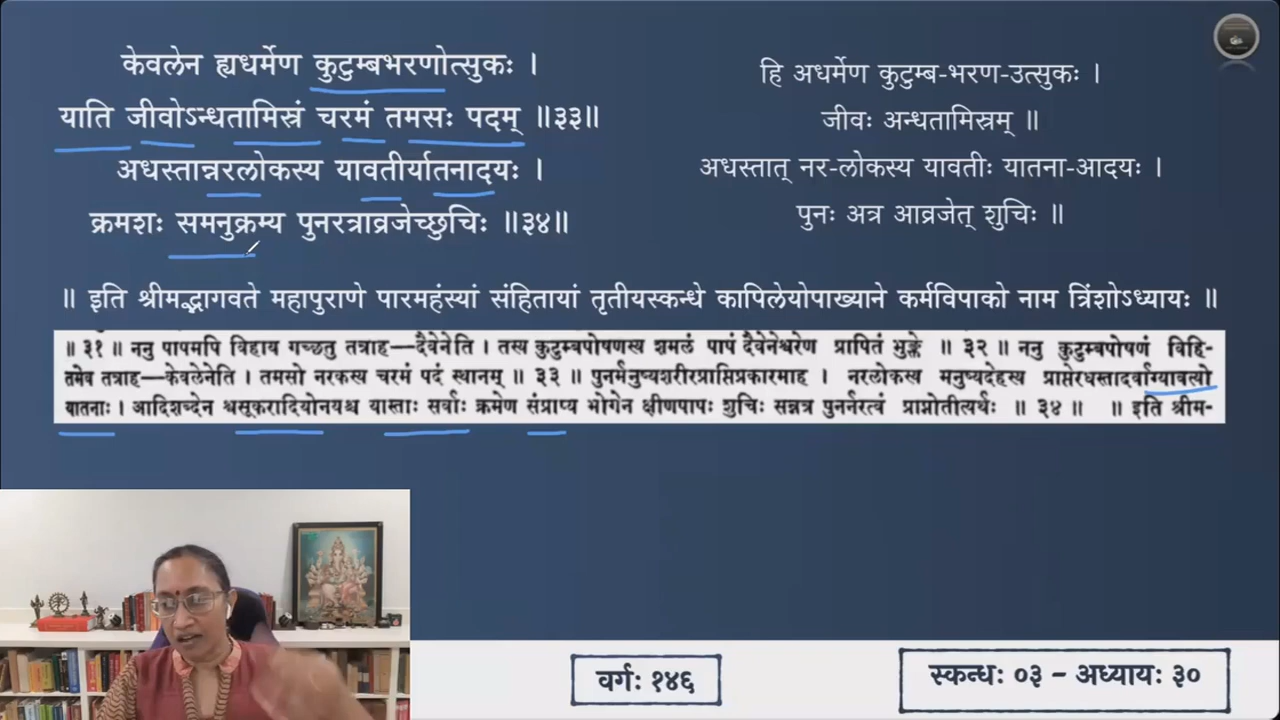 केवलेन ह्यधर्मेण कुटुम्बभरणोत्सुकः ।
याति जीवोऽन्धतामिस्रं चरमं तमसः पदम् ॥३३॥
अधस्तान्नरलोकस्य यावतीर्यातनादयः ।
क्रमशः समनुक्रम्य पुनरत्राव्रजेच्छुचिः ॥३४॥
हि अधर्मेण कुटुम्ब-भरण-उत्सुकः ।
जीवः अन्धतामिस्रम् ॥
अधस्तात् नर-लोकस्य यावतीः यातना-आदयः ।
पुनः अत्र आव्रजेत् शुचिः ॥
॥ इति श्रीमद्भागवते महापुराणे पारमहंस्यां संहितायां तृतीयस्कन्धे कापिलेयोपाख्याने कर्मविपाको नाम त्रिंशोऽध्यायः ॥
॥ ३१ ॥ ननु पापमपि विहाय गच्छतु तत्राह—दैवेनेति । तस्य कुटुम्बपोषणस्य शमलं पापं दैवेनेश्वरेण प्रापितं भुङ्के ॥ ३२ ॥ ननु कुटुम्बपोषणं विहि-
तमेव तत्राह—केवलेनेति । तमसो नरकस्य चरमं पदं स्थानम् ॥ ३३ ॥ पुनर्मनुष्यशरीरप्राप्तिप्रकारमाह । नरलोकस्य मनुष्यदेहस्य प्राप्तेरधस्तादर्वाग्यावत्यो
यातनाः । आदिशब्देन श्वसूकरादियोनयश्च यास्ताः सर्वाः क्रमेण संप्राप्य भोगेन क्षीणपापः शुचिः सन्नत्र पुनर्नरत्वं प्राप्नोतीत्यर्थः ॥ ३४ ॥ ॥ इति श्रीम-
वर्गः १४६
स्कन्धः ०३ – अध्यायः ३०